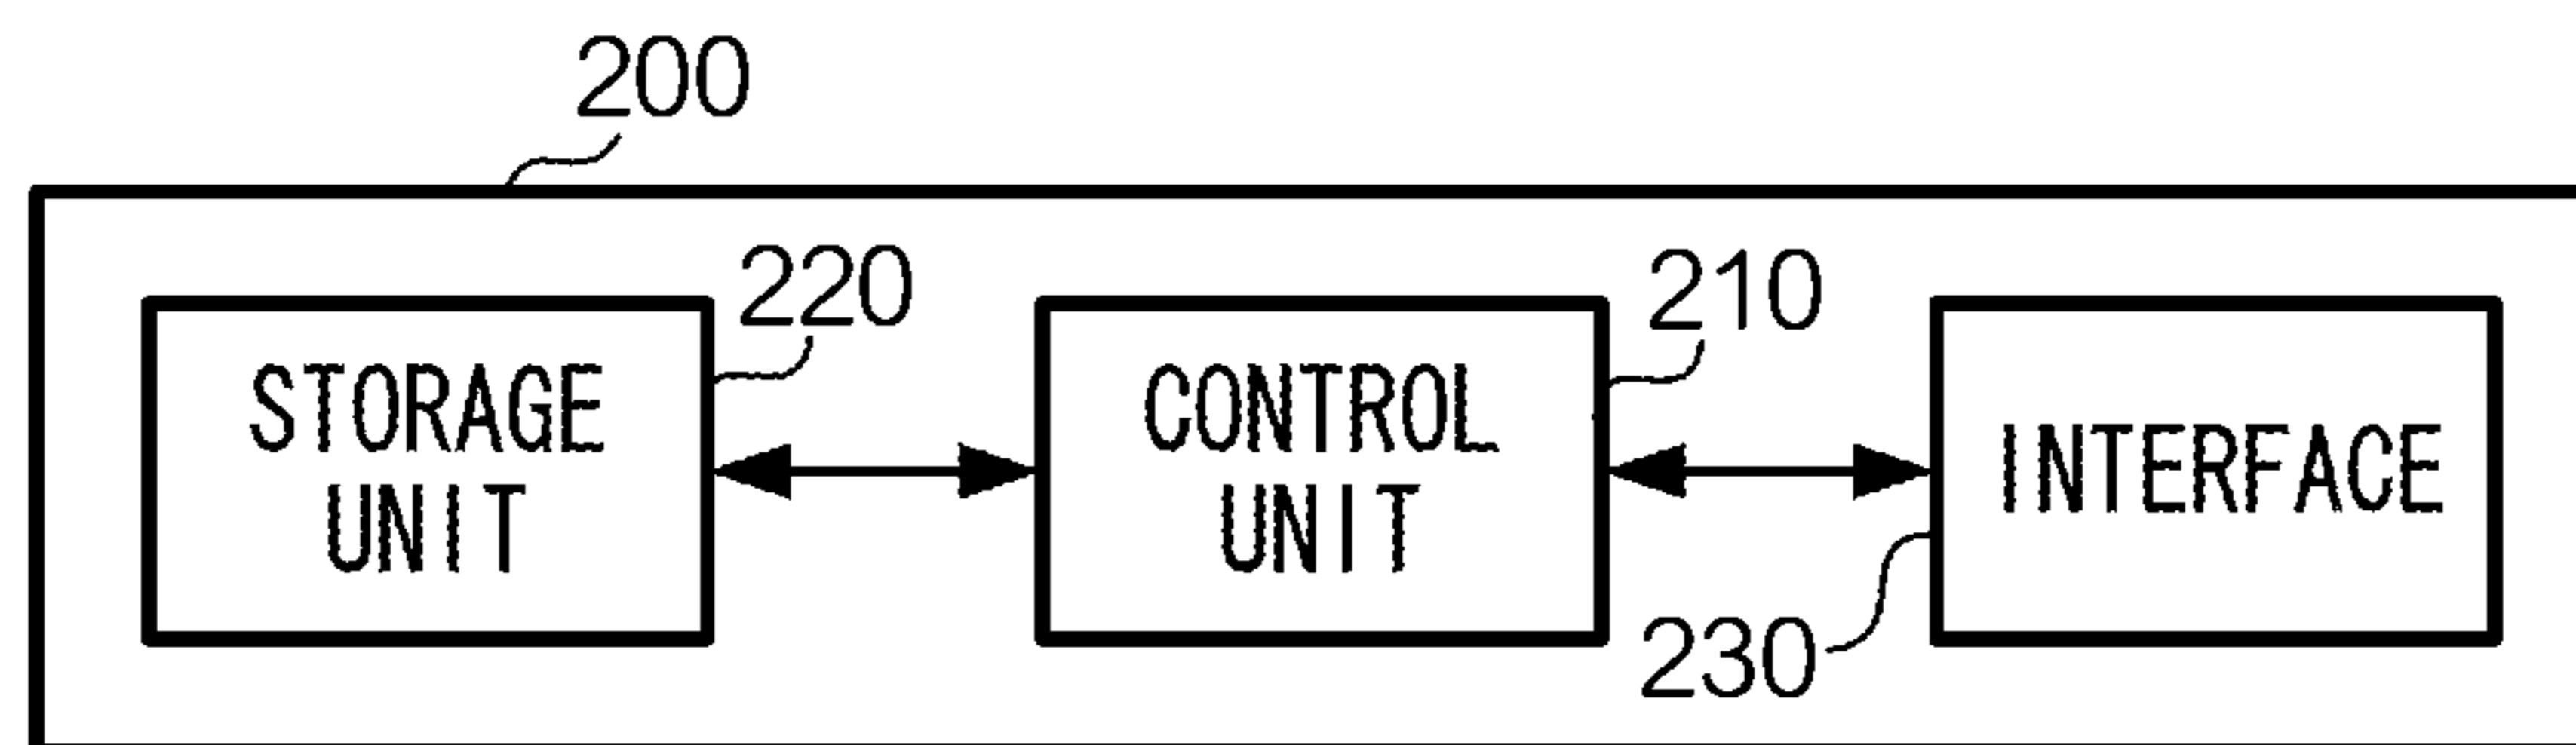 200
220
210
STORAGE
UNIT
CONTROL
UNIT
INTERFACE
230